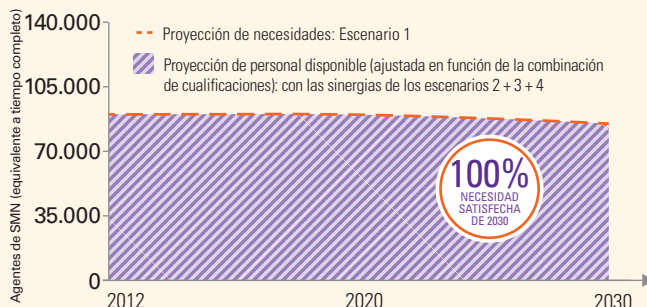 Agentes de SMN (equivalente a tiempo completo)
140.000
105.000
70.000
35.000
0
Proyección de necesidades: Escenario 1
Proyección de personal disponible (ajustada en función de la combinación
de cualificaciones): con las sinergias de los escenarios 2 + 3 + 4
100%
NECESIDAD
SATISFECHA
DE 2030
2012
2020
2030